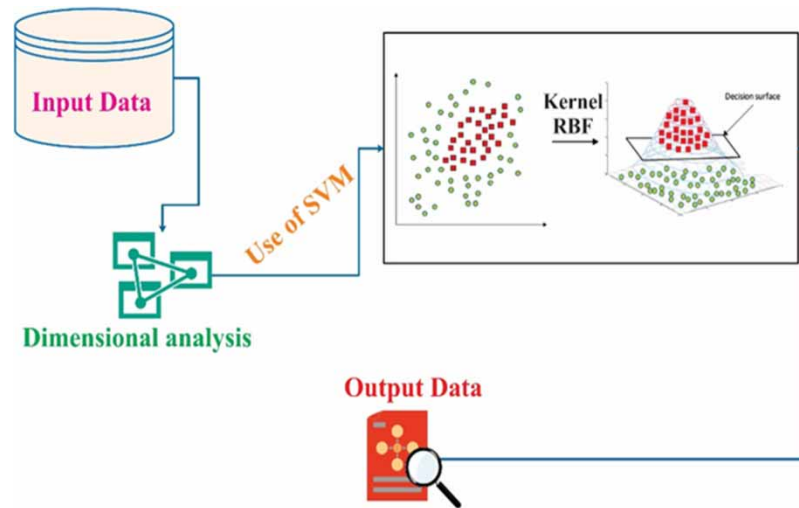 Input Data
Dimensional analysis
Use of SVM
Kernel
RBF
Decision surface
Output Data